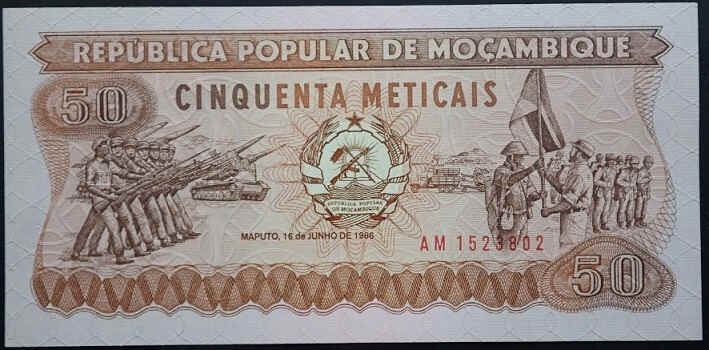 REPÚBLICA POPULAR DE MOÇAMBIQUE
50
CINQUENTA METICAIS
REPÚBLICA POPULAR
DE MOÇAMBIQUE
MAPUTO, 16 de JUNHO DE 1986
AM 1523802
50